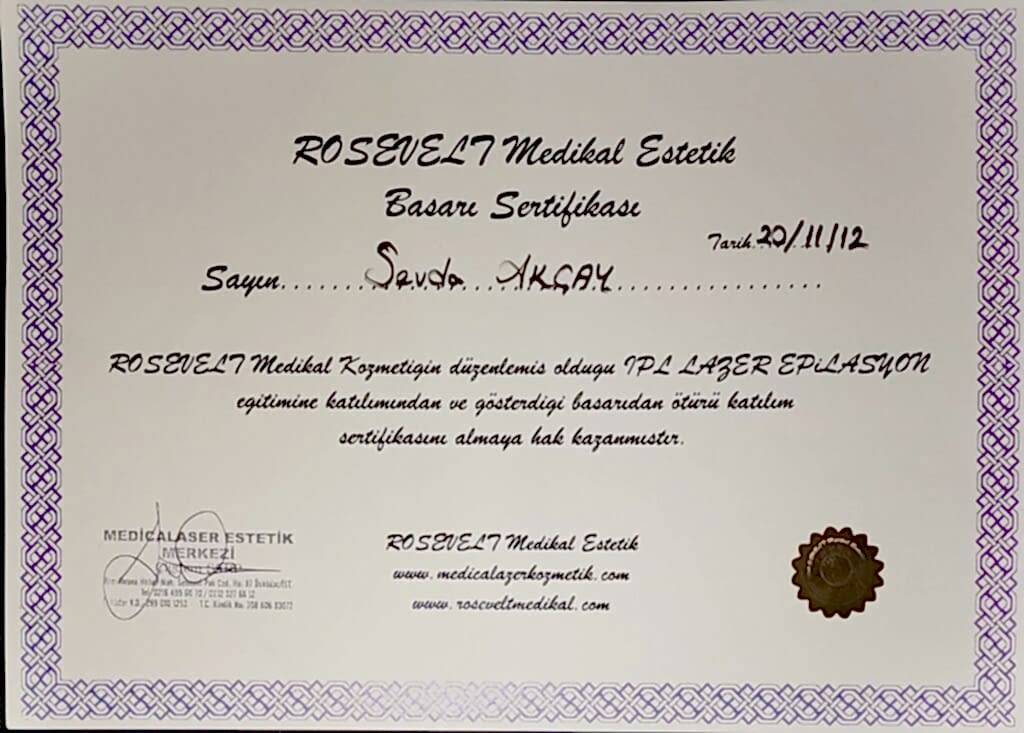 ROSEVELT Medikal Estetik
Basarı Sertifikası
Tarih.20/11/12
Sayın.......Sevda...AKÇAY................
ROSEVELT Medikal Kozmetigin düzenlemis oldugu IPL LAZER EPiLASYON
egitimine katılımından ve gösterdigi basarıdan ötürü katılım
sertifikasını almaya hak kazanmıstır.
MEDİCALASER ESTETİK
MERKEZİ
ROSEVELT Medikal Estetik
www.medicalazerkozmetik.com
www.roseveltmedikal.com